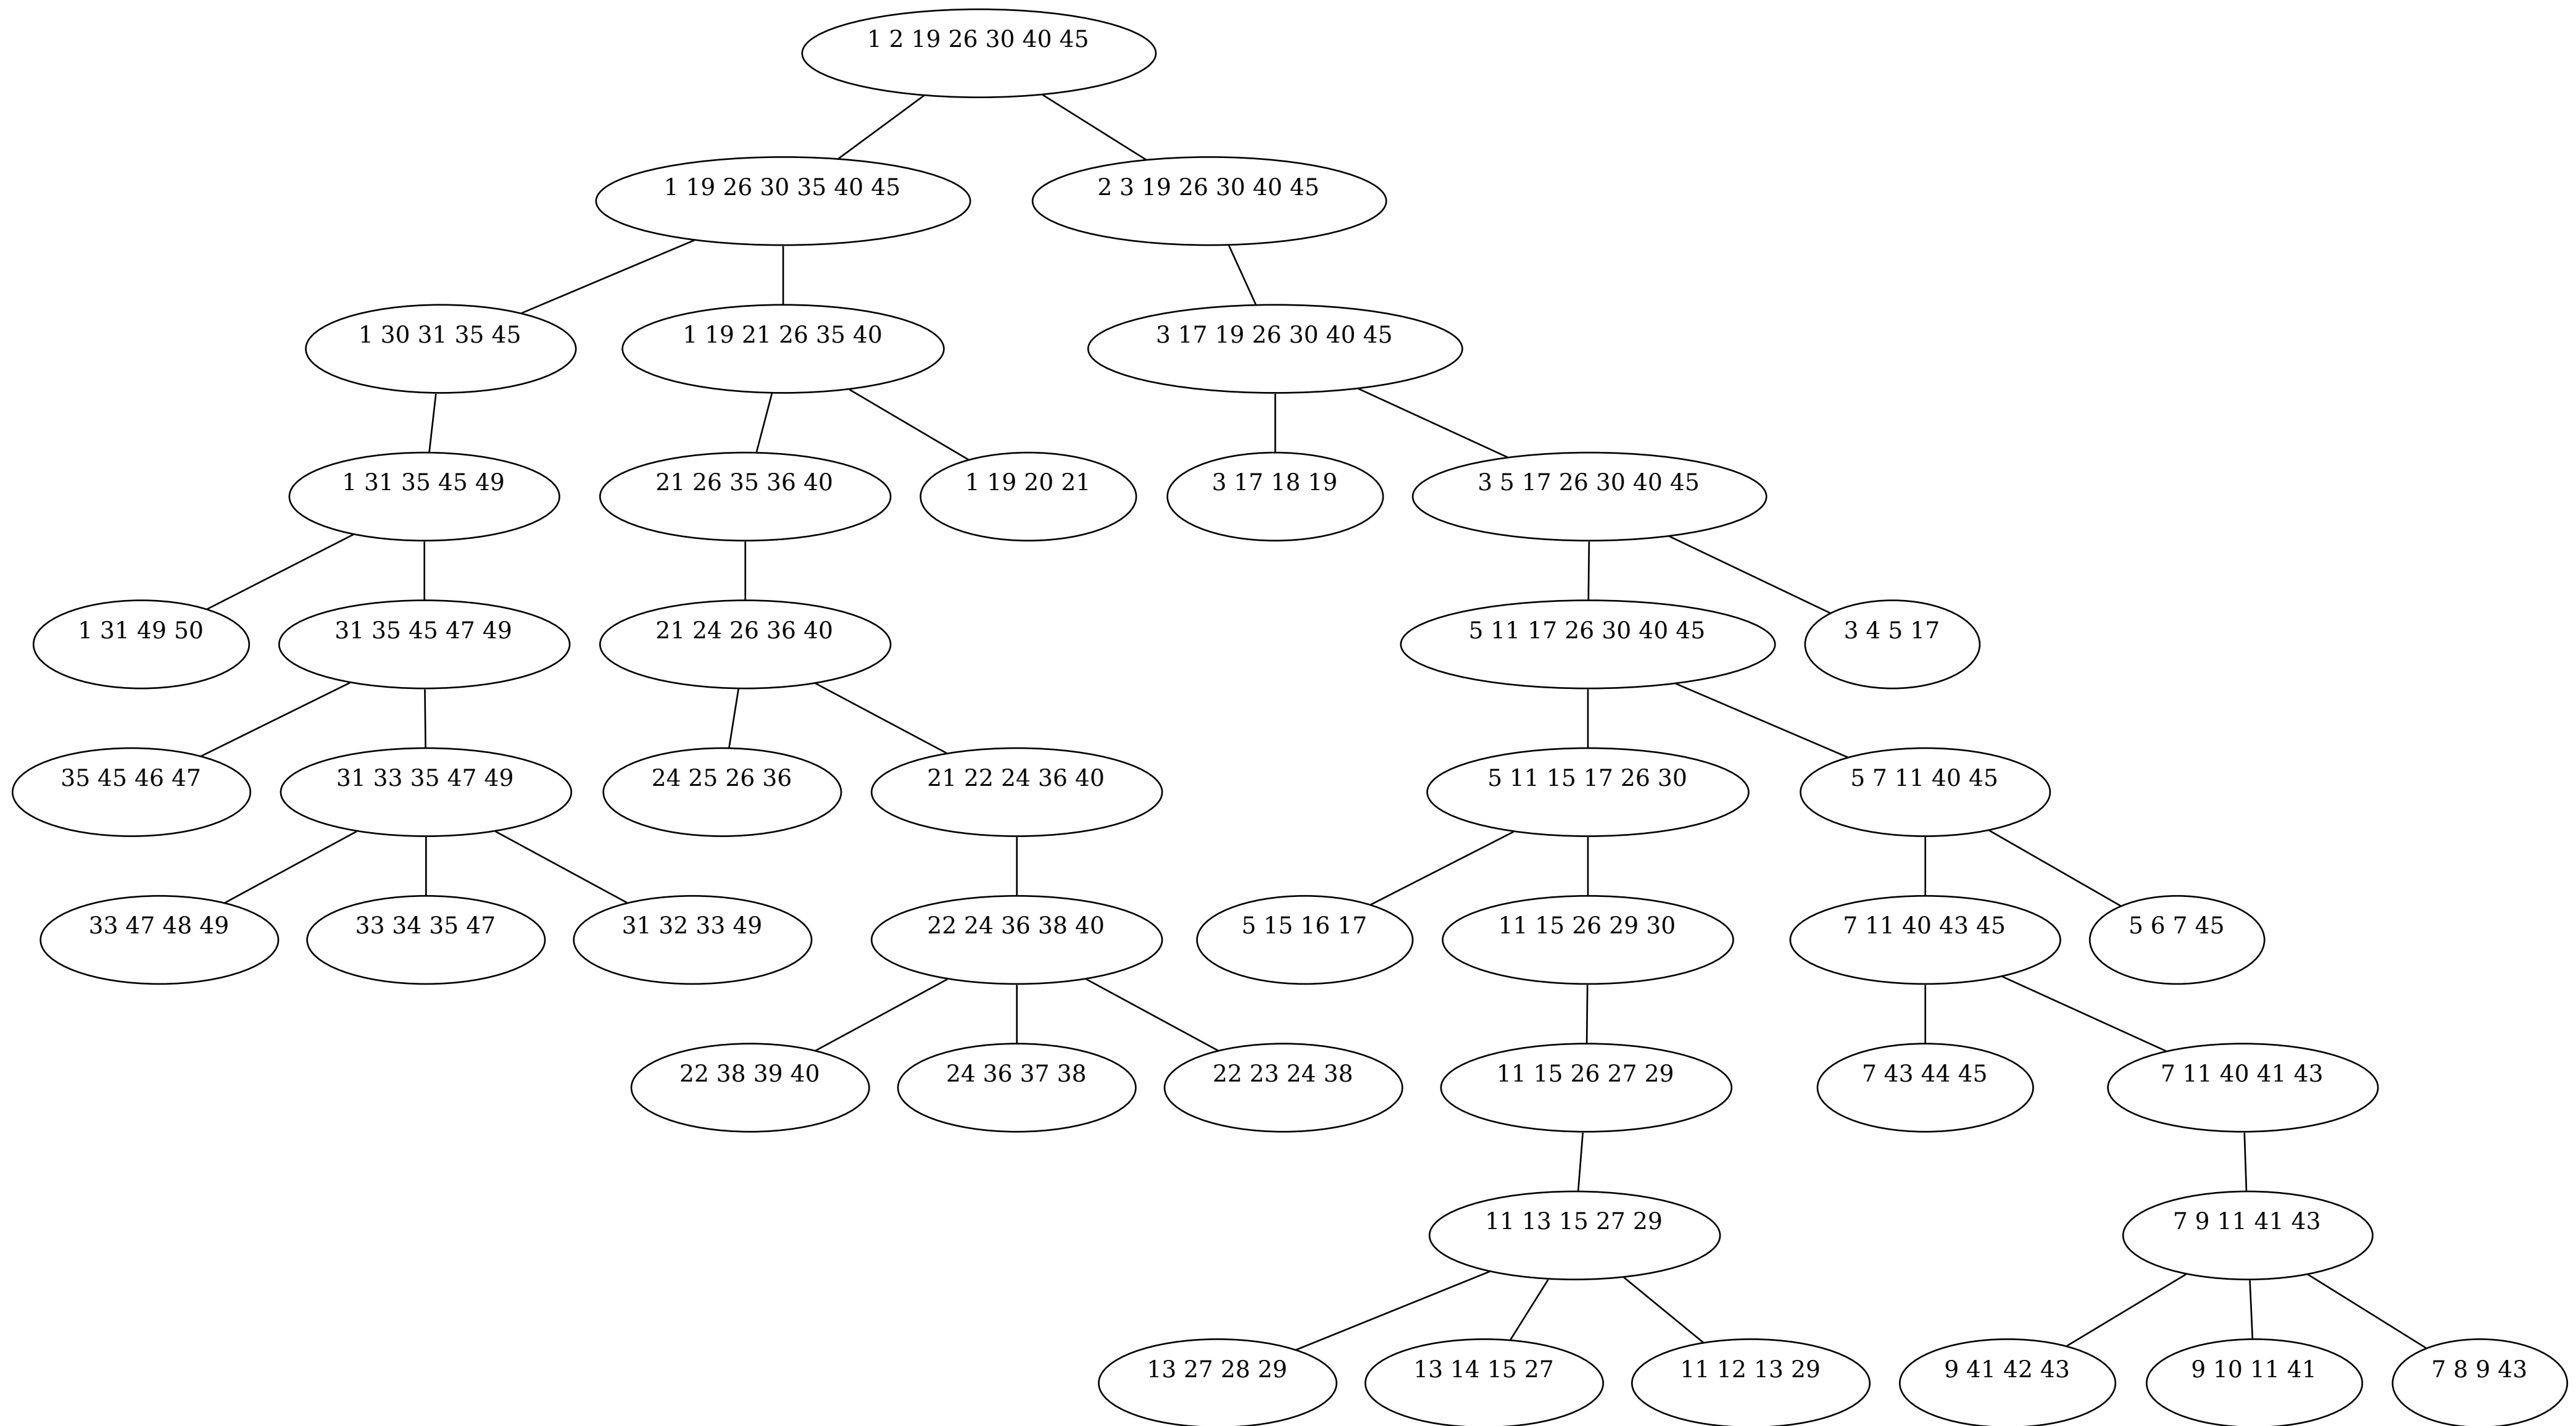 1 2 19 26 30 40 45
1 19 26 30 35 40 45
2 3 19 26 30 40 45
1 30 31 35 45
1 19 21 26 35 40
3 17 19 26 30 40 45
1 31 35 45 49
21 26 35 36 40
1 19 20 21
3 17 18 19
3 5 17 26 30 40 45
1 31 49 50
31 35 45 47 49
21 24 26 36 40
5 11 17 26 30 40 45
3 4 5 17
35 45 46 47
31 33 35 47 49
24 25 26 36
21 22 24 36 40
5 11 15 17 26 30
5 7 11 40 45
33 47 48 49
33 34 35 47
31 32 33 49
22 24 36 38 40
5 15 16 17
11 15 26 29 30
7 11 40 43 45
5 6 7 45
22 38 39 40
24 36 37 38
22 23 24 38
11 15 26 27 29
7 43 44 45
7 11 40 41 43
11 13 15 27 29
7 9 11 41 43
13 27 28 29
13 14 15 27
11 12 13 29
9 41 42 43
9 10 11 41
7 8 9 43